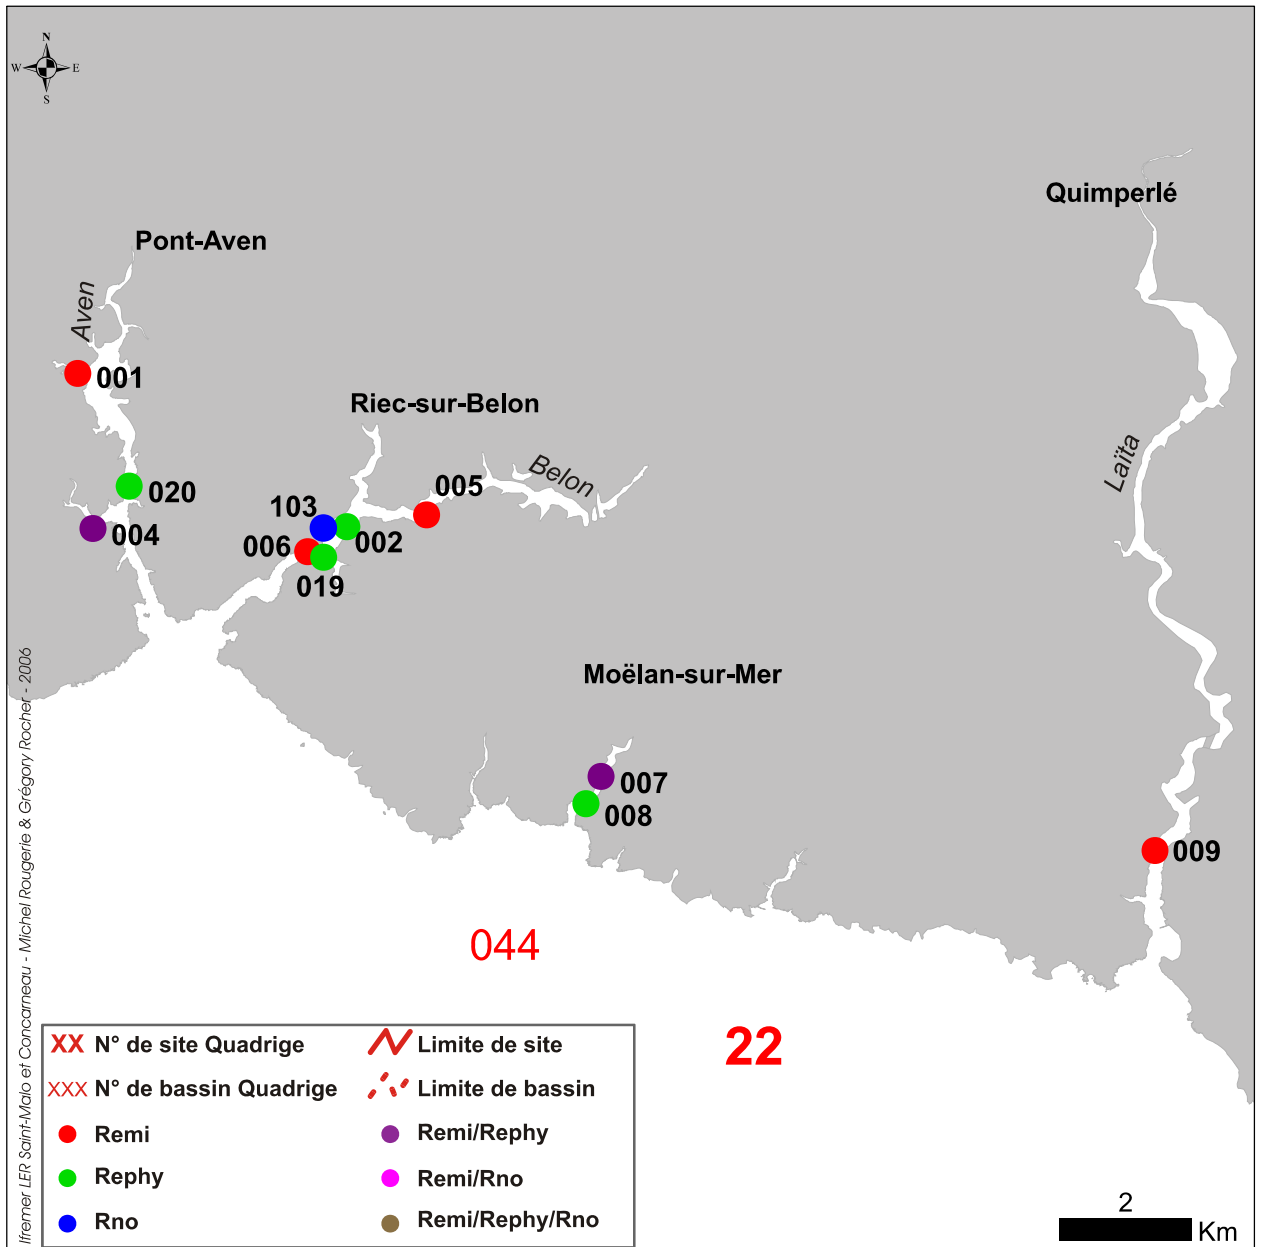 N
W E
S
Quimperlé
Pont-Aven
Aven
001
Riec-sur-Belon
Laïta
Belon
005
020
103
004
002
006
019
Moëlan-sur-Mer
007
008
009
044
22
Ifremer LER Saint-Malo et Concarneau - Michel Rougerie & Grégory Rocher - 2006
XX N° de site Quadrige
Limite de site
XXX N° de bassin Quadrige
Limite de bassin
Remi
Remi/Rephy
Rephy
Remi/Rno
Rno
Remi/Rephy/Rno
2
Km